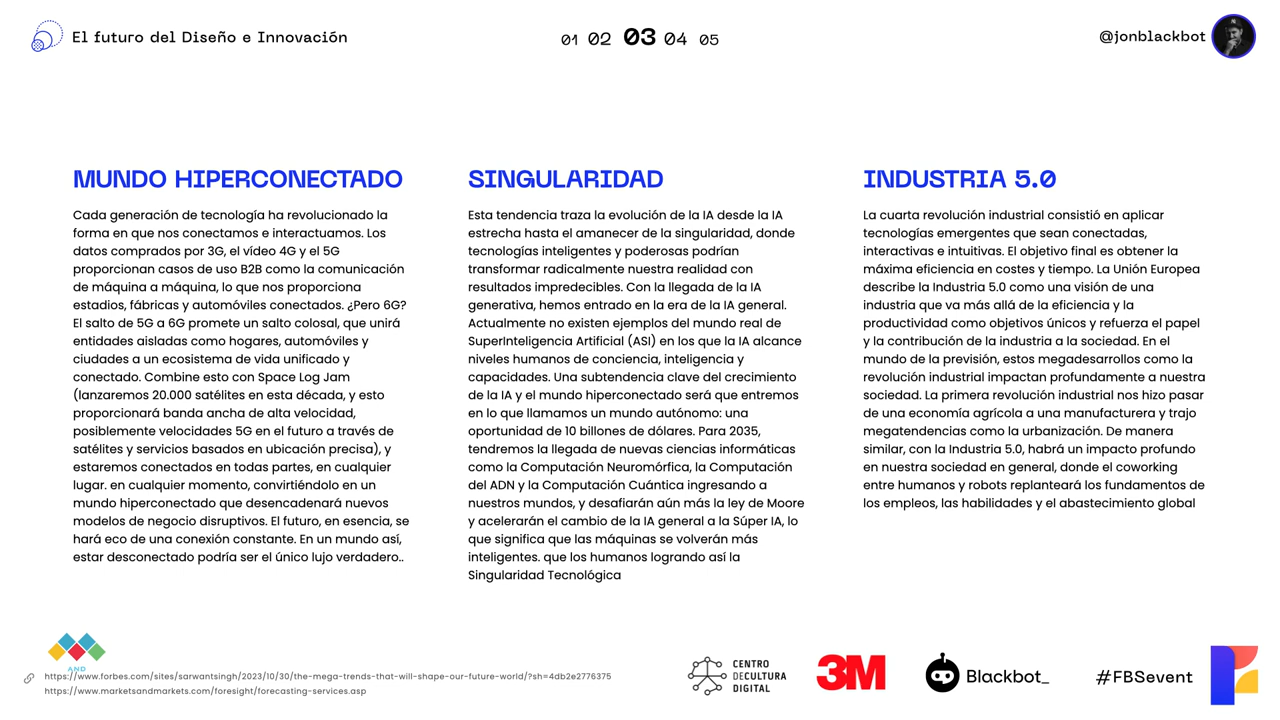 El futuro del Diseño e Innovación
01 02 03 04 05
@jonblackbot
MUNDO HIPERCONECTADO
Cada generación de tecnología ha revolucionado la
forma en que nos conectamos e interactuamos. Los
datos comprados por 3G, el vídeo 4G y el 5G
proporcionan casos de uso B2B como la comunicación
de máquina a máquina, lo que nos proporciona
estadios, fábricas y automóviles conectados. ¿Pero 6G?
El salto de 5G a 6G promete un salto colosal, que unirá
entidades aisladas como hogares, automóviles y
ciudades a un ecosistema de vida unificado y
conectado. Combine esto con Space Log Jam
(lanzaremos 20.000 satélites en esta década, y esto
proporcionará banda ancha de alta velocidad,
posiblemente velocidades 5G en el futuro a través de
satélites y servicios basados en ubicación precisa), y
estaremos conectados en todas partes, en cualquier
lugar. en cualquier momento, convirtiéndolo en un
mundo hiperconectado que desencadenará nuevos
modelos de negocio disruptivos. El futuro, en esencia, se
hará eco de una conexión constante. En un mundo así,
estar desconectado podría ser el único lujo verdadero..
SINGULARIDAD
Esta tendencia traza la evolución de la IA desde la IA
estrecha hasta el amanecer de la singularidad, donde
tecnologías inteligentes y poderosas podrían
transformar radicalmente nuestra realidad con
resultados impredecibles. Con la llegada de la IA
generativa, hemos entrado en la era de la IA general.
Actualmente no existen ejemplos del mundo real de
SuperInteligencia Artificial (ASI) en los que la IA alcance
niveles humanos de conciencia, inteligencia y
capacidades. Una subtendencia clave del crecimiento
de la IA y el mundo hiperconectado será que entremos
en lo que llamamos un mundo autónomo: una
oportunidad de 10 billones de dólares. Para 2035,
tendremos la llegada de nuevas ciencias informáticas
como la Computación Neuromórfica, la Computación
del ADN y la Computación Cuántica ingresando a
nuestros mundos, y desafiarán aún más la ley de Moore
y acelerarán el cambio de la IA general a la Súper IA, lo
que significa que las máquinas se volverán más
inteligentes. que los humanos logrando así la
Singularidad Tecnológica
INDUSTRIA 5.0
La cuarta revolución industrial consistió en aplicar
tecnologías emergentes que sean conectadas,
interactivas e intuitivas. El objetivo final es obtener la
máxima eficiencia en costes y tiempo. La Unión Europea
describe la Industria 5.0 como una visión de una
industria que va más allá de la eficiencia y la
productividad como objetivos únicos y refuerza el papel
y la contribución de la industria a la sociedad. En el
mundo de la previsión, estos megadesarrollos como la
revolución industrial impactan profundamente a nuestra
sociedad. La primera revolución industrial nos hizo pasar
de una economía agrícola a una manufacturera y trajo
megatendencias como la urbanización. De manera
similar, con la Industria 5.0, habrá un impacto profundo
en nuestra sociedad en general, donde el coworking
entre humanos y robots replanteará los fundamentos de
los empleos, las habilidades y el abastecimiento global
AND
https://www.forbes.com/sites/sarwantsingh/2023/10/30/the-mega-trends-that-will-shape-our-future-world/?sh=4db2e2776375
https://www.marketsandmarkets.com/foresight/forecasting-services.asp
CENTRO
DECULTURA
DIGITAL
3M
Blackbot_
#FBSevent